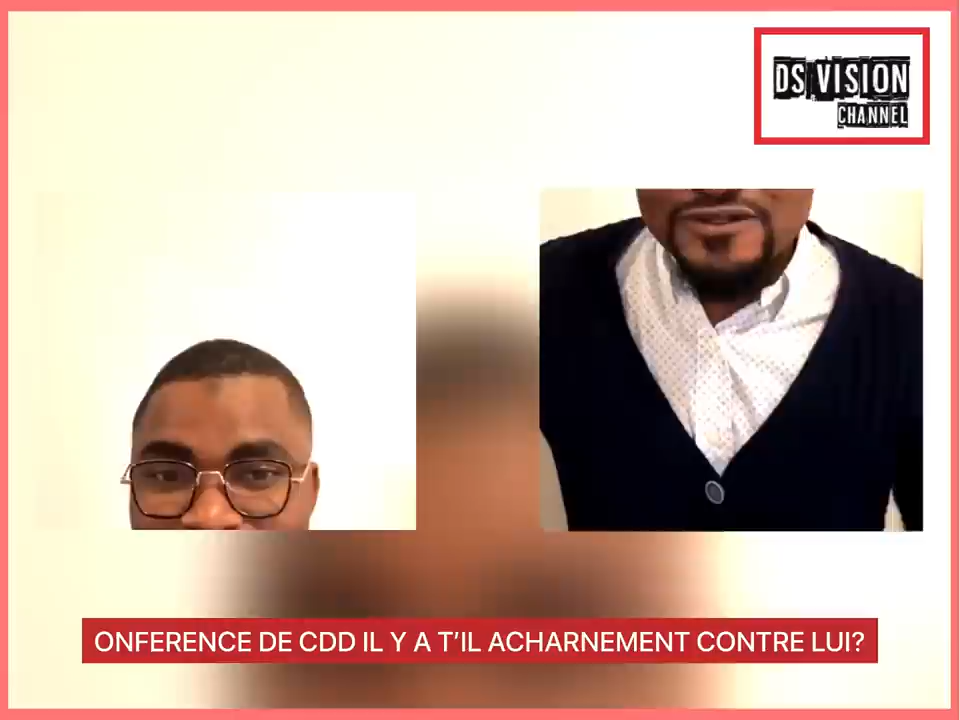 DS VISION
CHANNEL
ONFERENCE DE CDD IL Y A T'IL ACHARNEMENT CONTRE LUI?